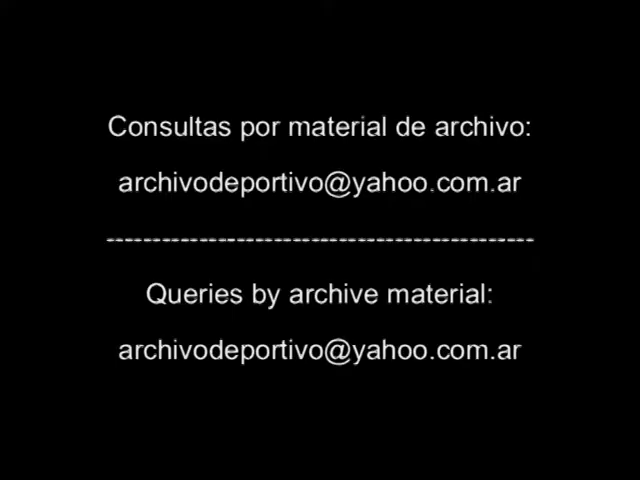 Consultas por material de archivo:
archivodeportivo@yahoo.com.ar
----------------------------------------------
Queries by archive material:
archivodeportivo@yahoo.com.ar